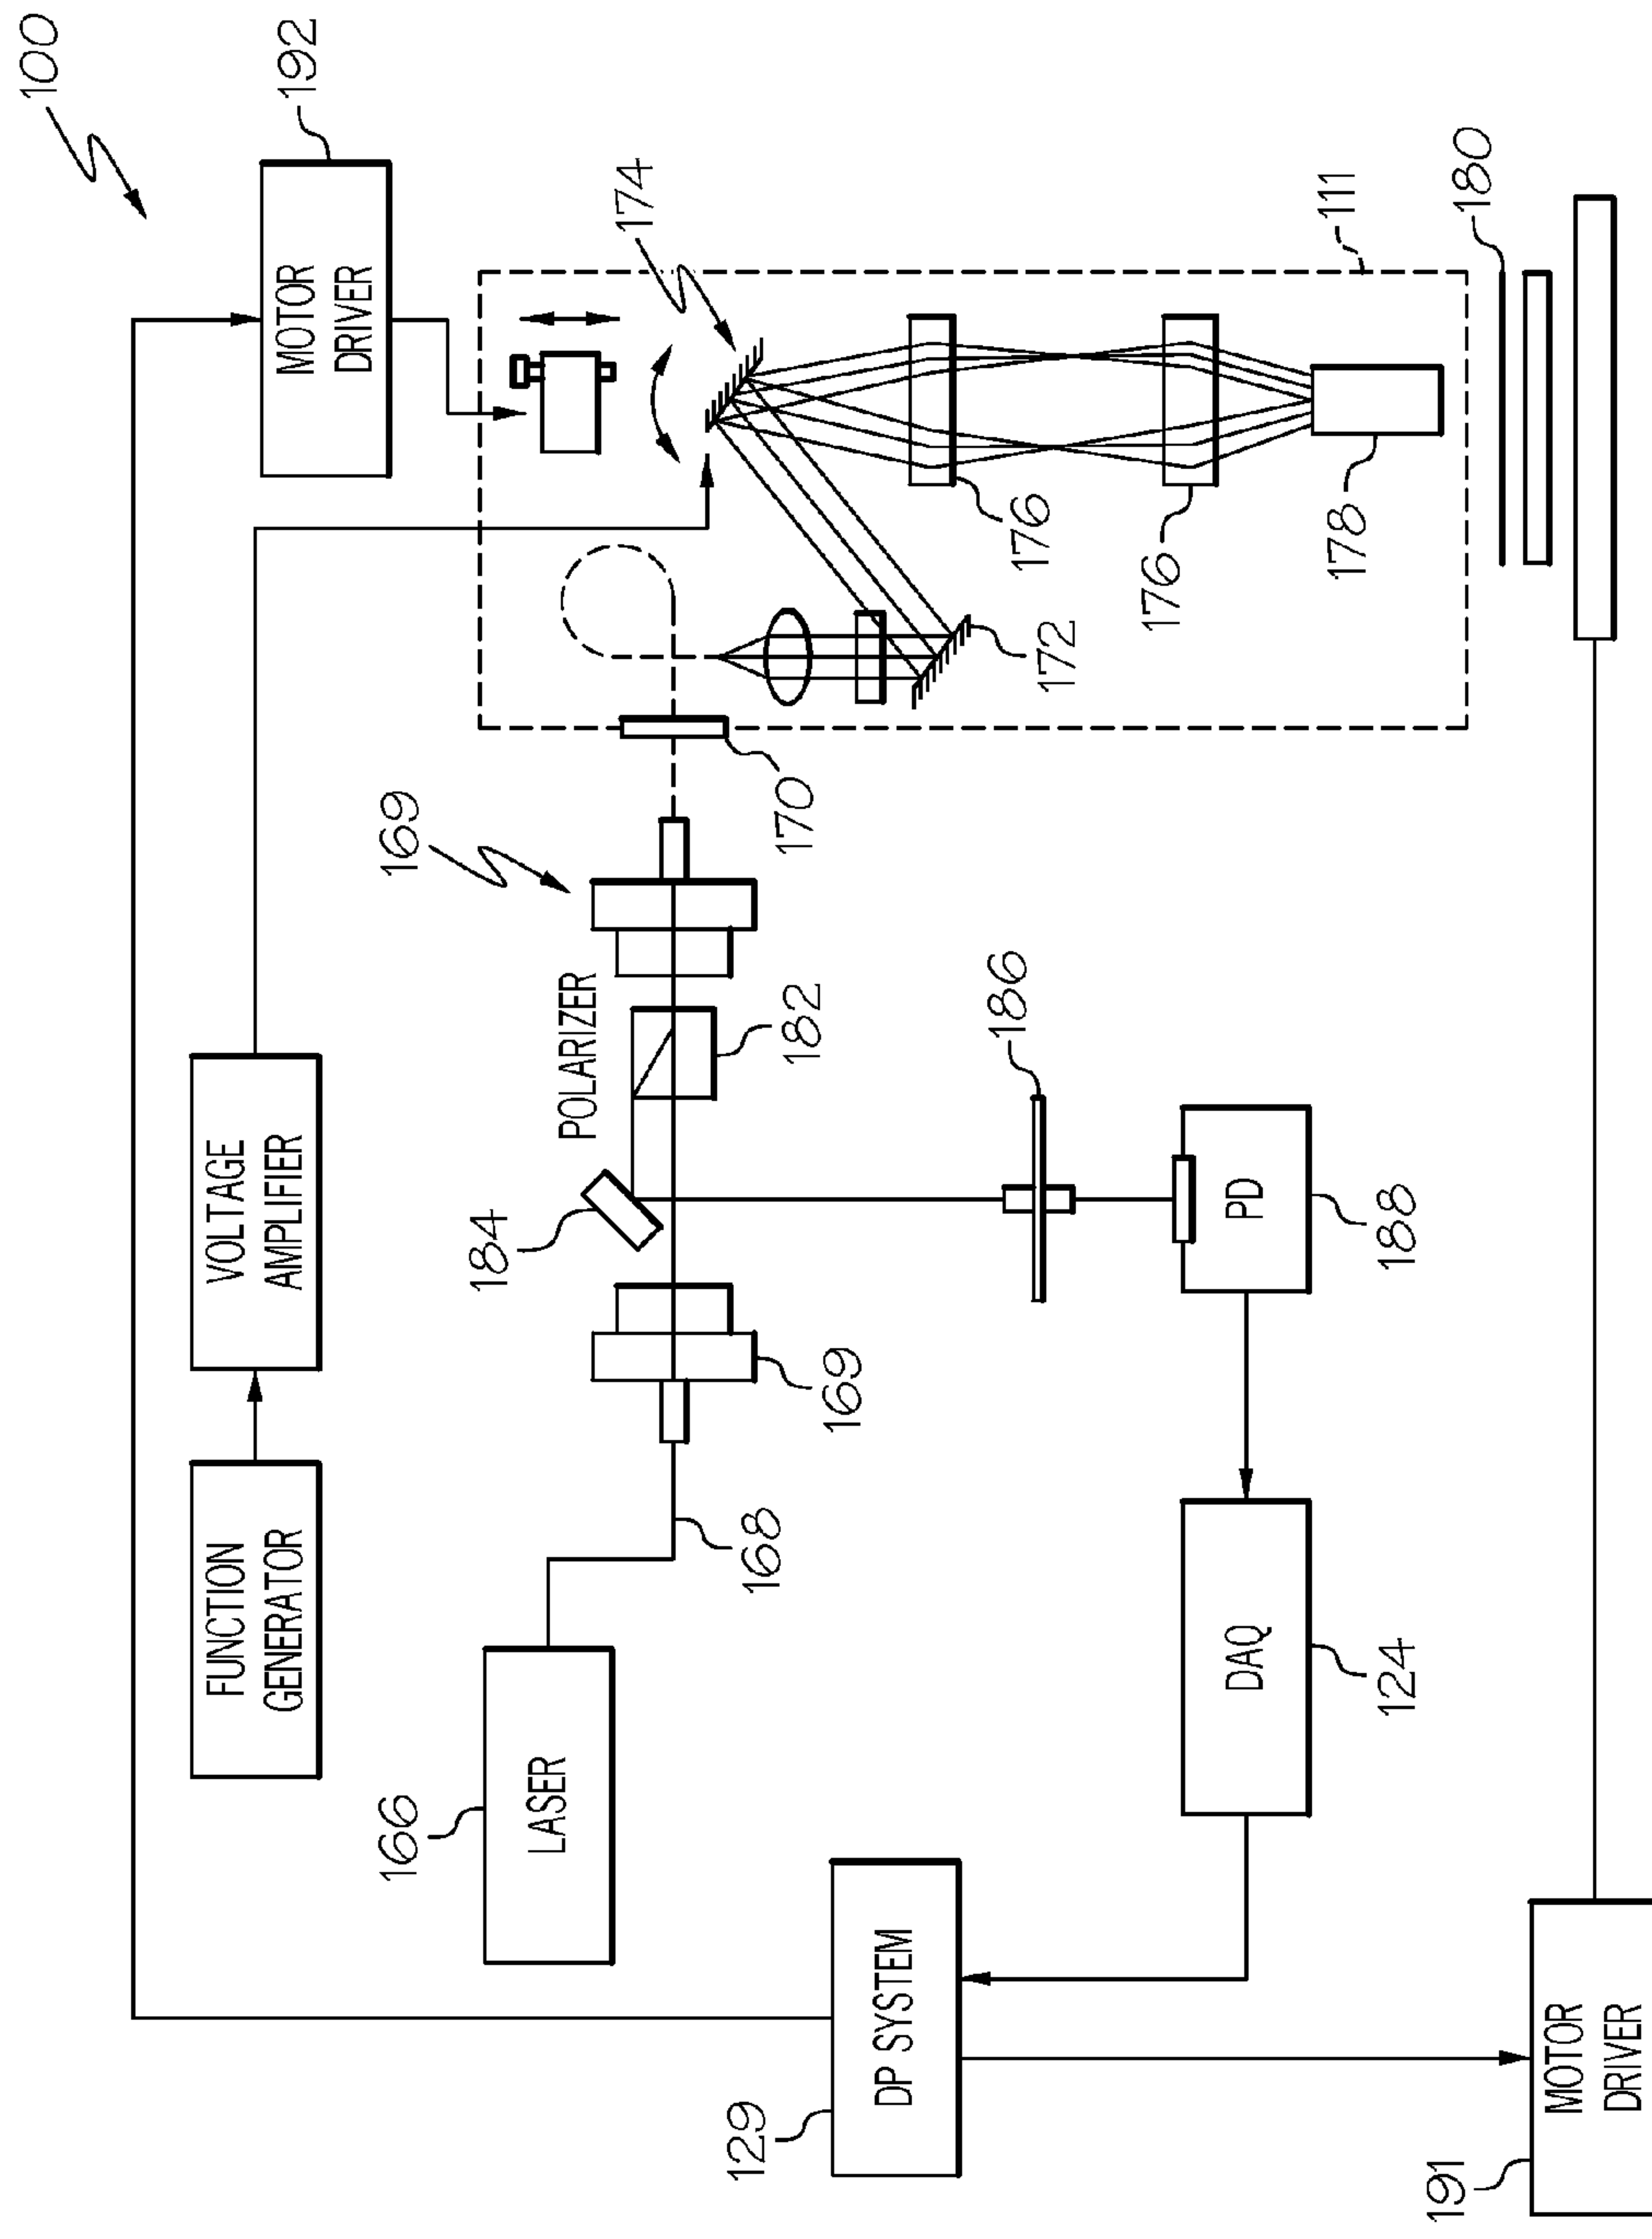 100
192
MOTOR
DRIVER
174
111
180
169
170
172
176
176
178
VOLTAGE
AMPLIFIER
POLARIZER
182
184
186
PD
188
FUNCTION
GENERATOR
169
168
166
LASER
DAQ
124
129
DP SYSTEM
191
MOTOR
DRIVER